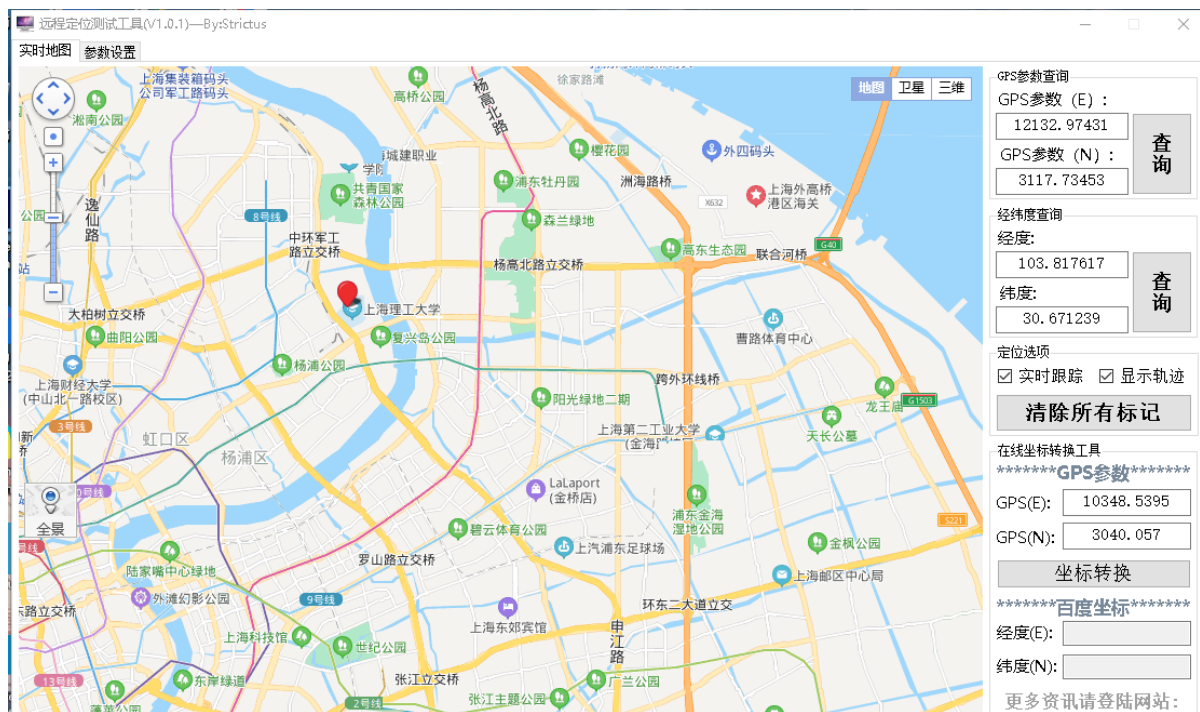 远程定位测试工具(V1.0.1)—By:Strictus
实时地图
参数设置
上海集装箱码头
公司军工路码头
淞南公园
高桥公园
杨高北路
徐家路滩
地图
卫星
三维
城建职业
学院
樱花园
外四码头
共青国家
森林公园
浦东牡丹园
洲海路桥
X632
上海外高桥
港区海关
公园
逸仙路
8号线
森兰绿地
中环军工
路立交桥
高东生态园
联合河桥
G40
杨高北路立交桥
站
大柏树立交桥
上海理工大学
曲阳公园
复兴岛公园
曹路体育中心
杨浦公园
上海财经大学
(中山北一路校区)
跨外环线桥
阳光绿地二期
龙王庙
G1503
3号线
虹口区
上海第二工业大学
(金海路校区
天长公墓
杨浦区
0号线
LaLaport
(金桥店)
全景
浦东金海
湿地公园
S221
号线
碧云体育公园
上汽浦东足球场
金枫公园
陆家嘴中心绿地
罗山路立交桥
上海邮区中心局
外滩幻影公园
9号线
环东二大道立交
东路立交桥
上海东郊宾馆
申江路
上海科技馆
世纪公园
13号线
东岸绿道
张江立交桥
广兰公园
2号线
张江主题公园
GPS参数查询
GPS参数 (E) :
12132.97431
GPS参数 (N) :
3117.73453
查询
经纬度查询
经度:
103.817617
纬度:
30.671239
查询
定位选项
实时跟踪
显示轨迹
清除所有标记
在线坐标转换工具
*******GPS参数*******
GPS(E):
10348.5395
GPS(N):
3040.057
坐标转换
*******百度坐标*******
经度(E):
纬度(N):
更多资讯请登陆网站: